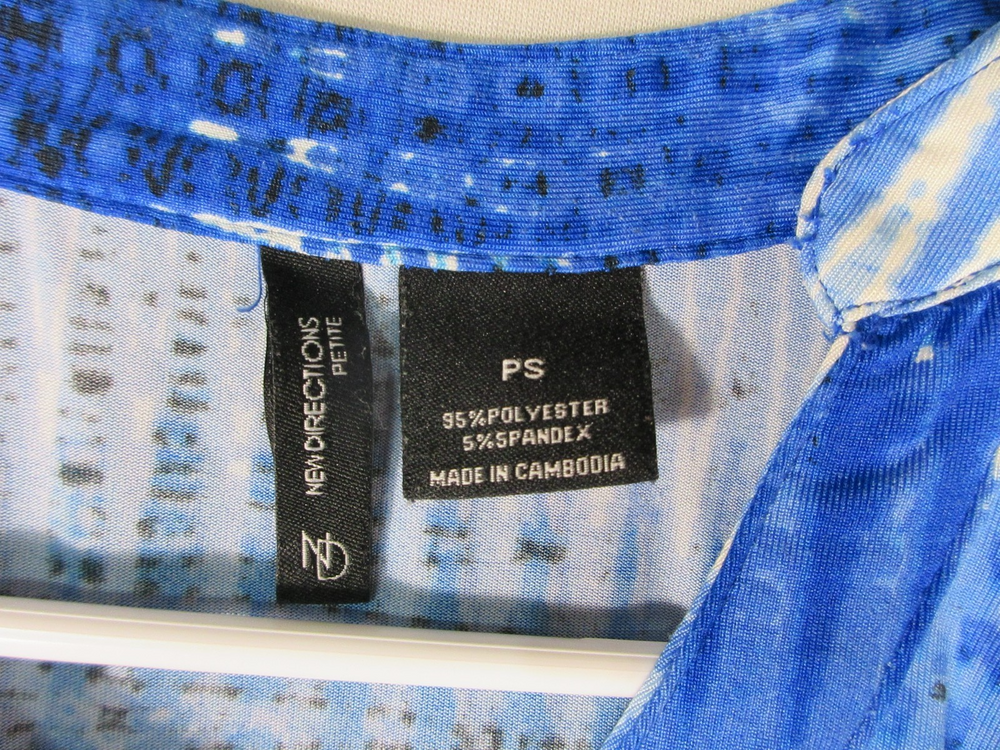 NEW DIRECTIONS
PETITE
ND
PS
95%POLYESTER
5%SPANDEX
MADE IN CAMBODIA